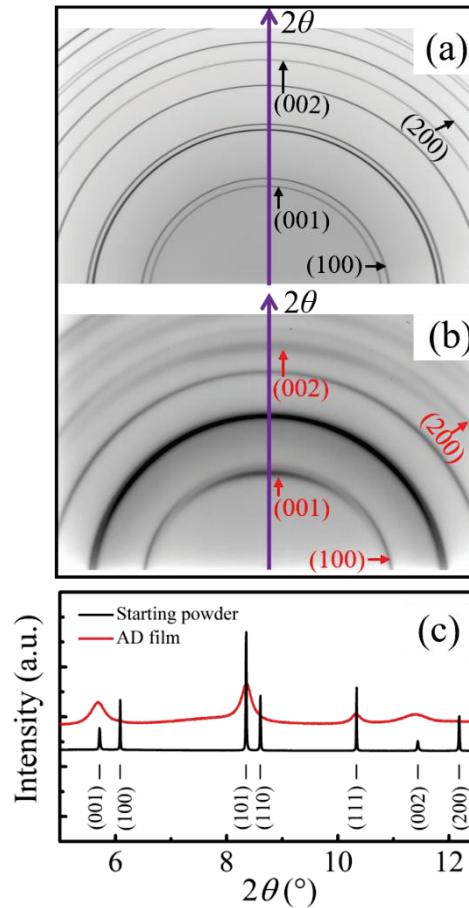 2θ
(a)
(002)
(200)
(001)
(100)
2θ
(b)
(002)
(200)
(001)
(100)
(c)
Starting powder
AD film
Intensity (a.u.)
(001)
(100)
(101)
(110)
(111)
(002)
(200)
6 8 10 12
2θ (°)